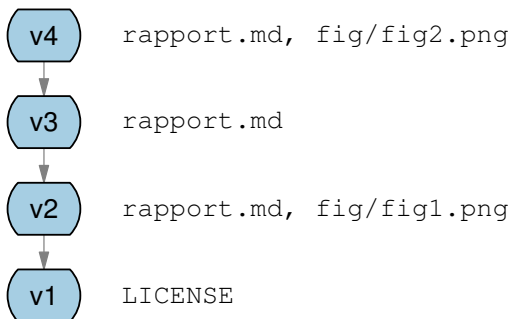 v4 rapport.md, fig/fig2.png
v3 rapport.md
v2 rapport.md, fig/fig1.png
v1 LICENSE